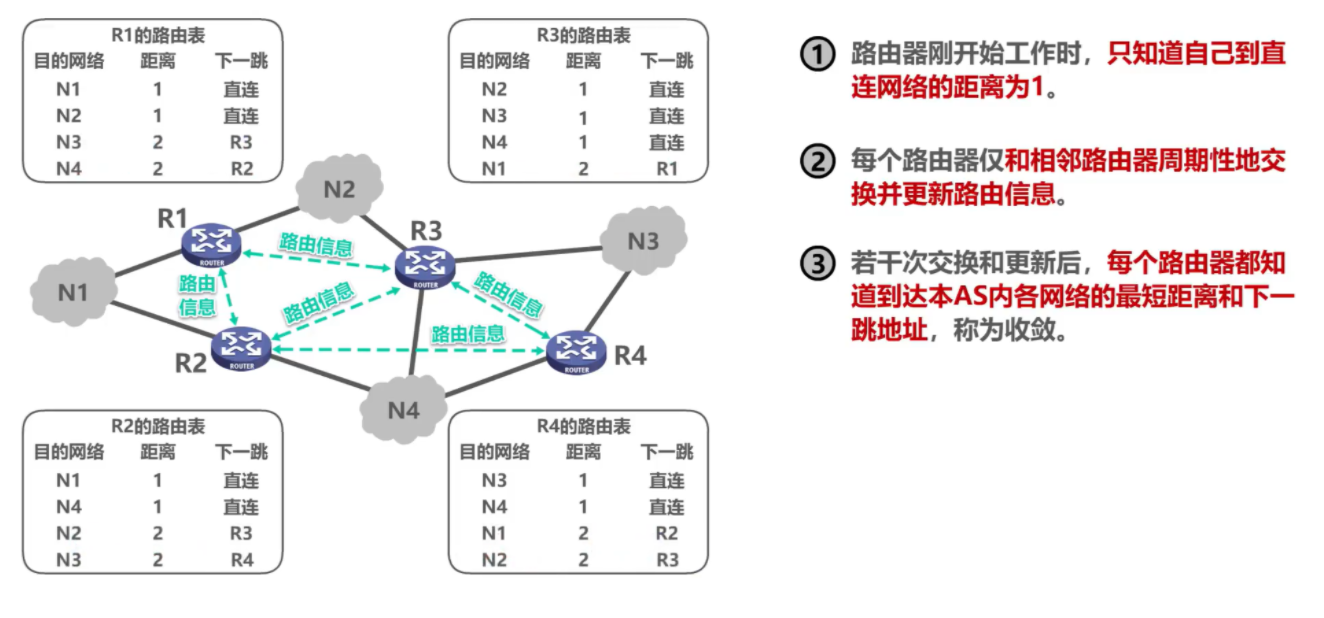 R1的路由表
目的网络 距离 下一跳
N1 1 直连
N2 1 直连
N3 2 R3
N4 2 R2
R3的路由表
目的网络 距离 下一跳
N2 1 直连
N3 1 直连
N4 1 直连
N1 2 R1
N2
R1
ROUTER
路由信息
R3
ROUTER
N3
N1
路由
信息
路由信息
路由信息
R2
ROUTER
路由信息
R4
ROUTER
N4
R2的路由表
目的网络 距离 下一跳
N1 1 直连
N4 1 直连
N2 2 R3
N3 2 R4
R4的路由表
目的网络 距离 下一跳
N3 1 直连
N4 1 直连
N1 2 R2
N2 2 R3
① 路由器刚开始工作时，只知道自己到直
连网络的距离为1。
② 每个路由器仅和相邻路由器周期性地交
换并更新路由信息。
③ 若干次交换和更新后，每个路由器都知
道到达本AS内各网络的最短距离和下一
跳地址，称为收敛。